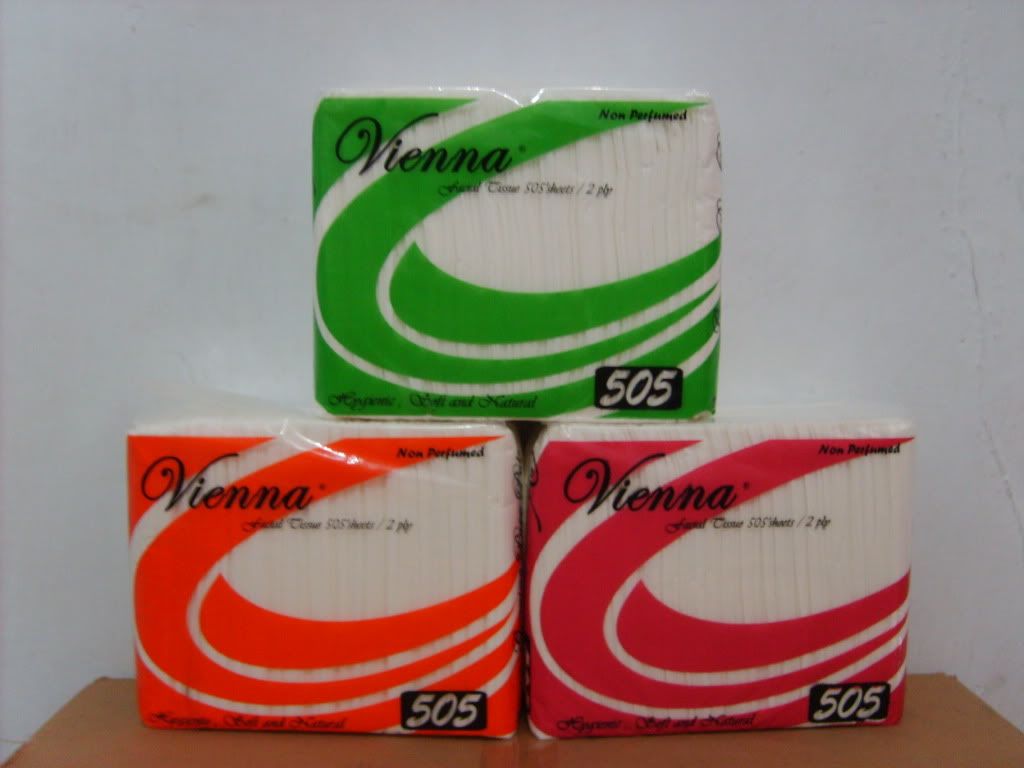 Non Perfumed
Vienna
Facial Tissue 505'sheets / 2 ply
505
Hygienic, Soft and Natural
Non Perfumed
Vienna
Facial Tissue 505'sheets / 2 ply
505
Hygienic, Soft and Natural
Non Perfumed
Vienna
Facial Tissue 505'sheets / 2 ply
505
Hygienic, Soft and Natural